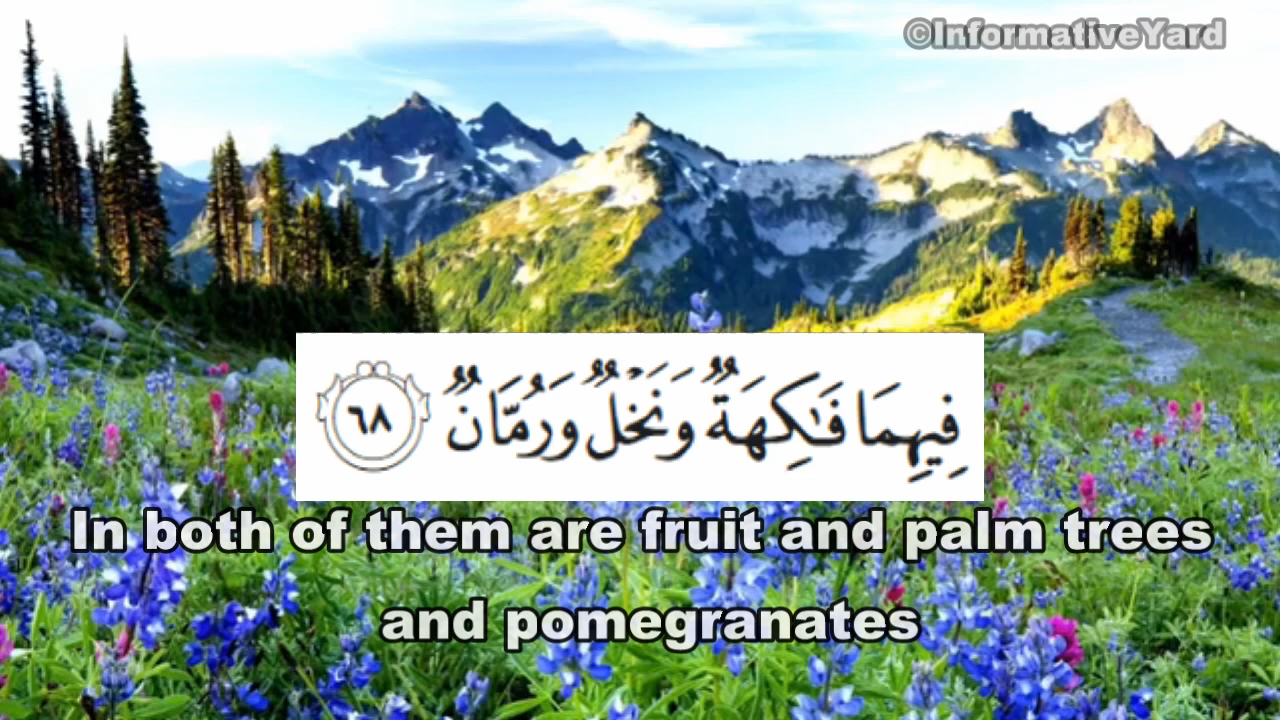 ©InformativeYard
فِيهِمَا فَـٰكِهَةٌ وَنَخْلٌ وَرُمَّانٌ ٦٨
In both of them are fruit and palm trees
and pomegranates